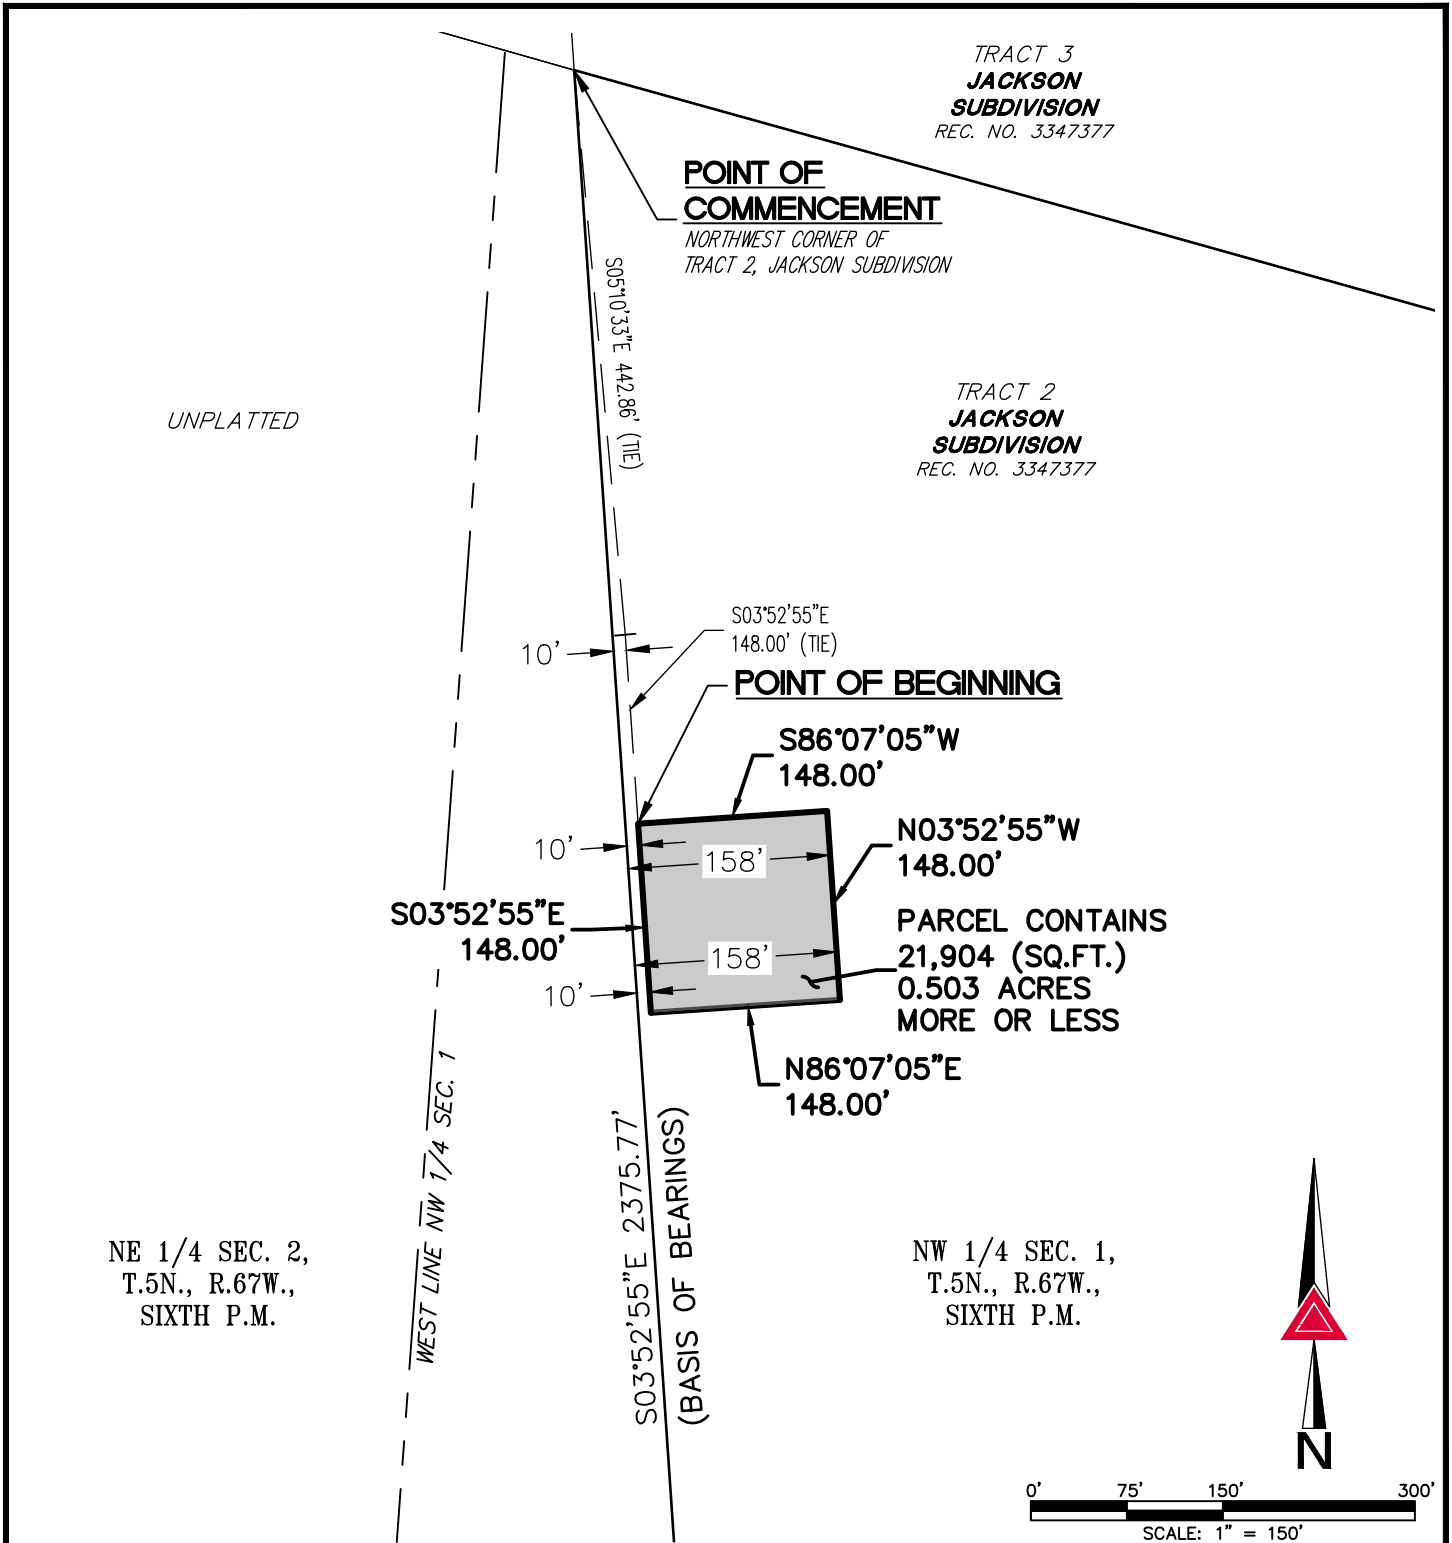 TRACT 3
JACKSON
SUBDIVISION
REC. NO. 3347377
POINT OF
COMMENCEMENT
NORTHWEST CORNER OF
TRACT 2, JACKSON SUBDIVISION
S05°10'33"E 442.86' (TIE)
UNPLATTED
TRACT 2
JACKSON
SUBDIVISION
REC. NO. 3347377
S03°52'55"E
148.00' (TIE)
10'
POINT OF BEGINNING
S86°07'05"W
148.00'
10'
158'
N03°52'55"W
148.00'
S03°52'55"E
148.00'
158'
10'
PARCEL CONTAINS
21,904 (SQ.FT.)
0.503 ACRES
MORE OR LESS
N86°07'05"E
148.00'
WEST LINE NW 1/4 SEC. 1
S03°52'55"E 2375.77'
(BASIS OF BEARINGS)
NE 1/4 SEC. 2,
T.5N., R.67W.,
SIXTH P.M.
NW 1/4 SEC. 1,
T.5N., R.67W.,
SIXTH P.M.
N
0' 75' 150' 300'
SCALE: 1" = 150'